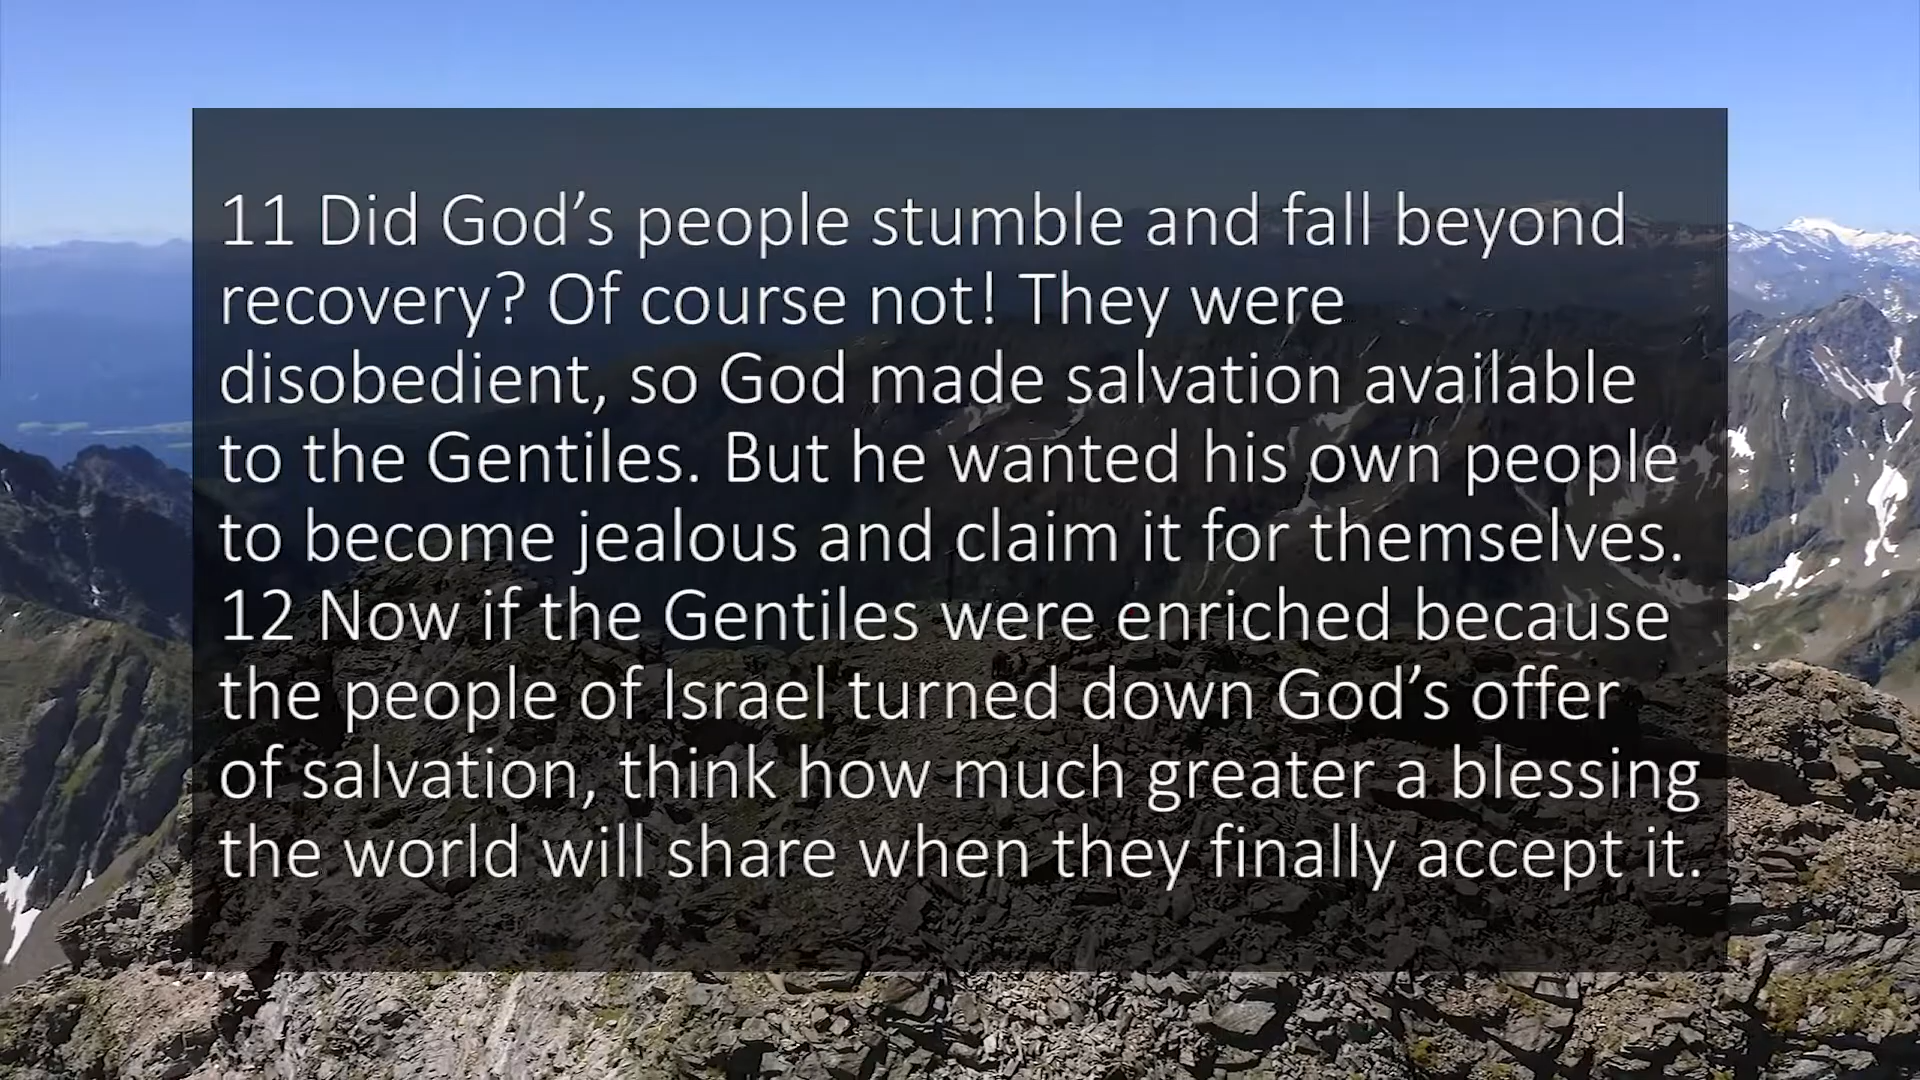 11 Did God’s people stumble and fall beyond
recovery? Of course not! They were
disobedient, so God made salvation available
to the Gentiles. But he wanted his own people
to become jealous and claim it for themselves.
12 Now if the Gentiles were enriched because
the people of Israel turned down God’s offer
of salvation, think how much greater a blessing
the world will share when they finally accept it.